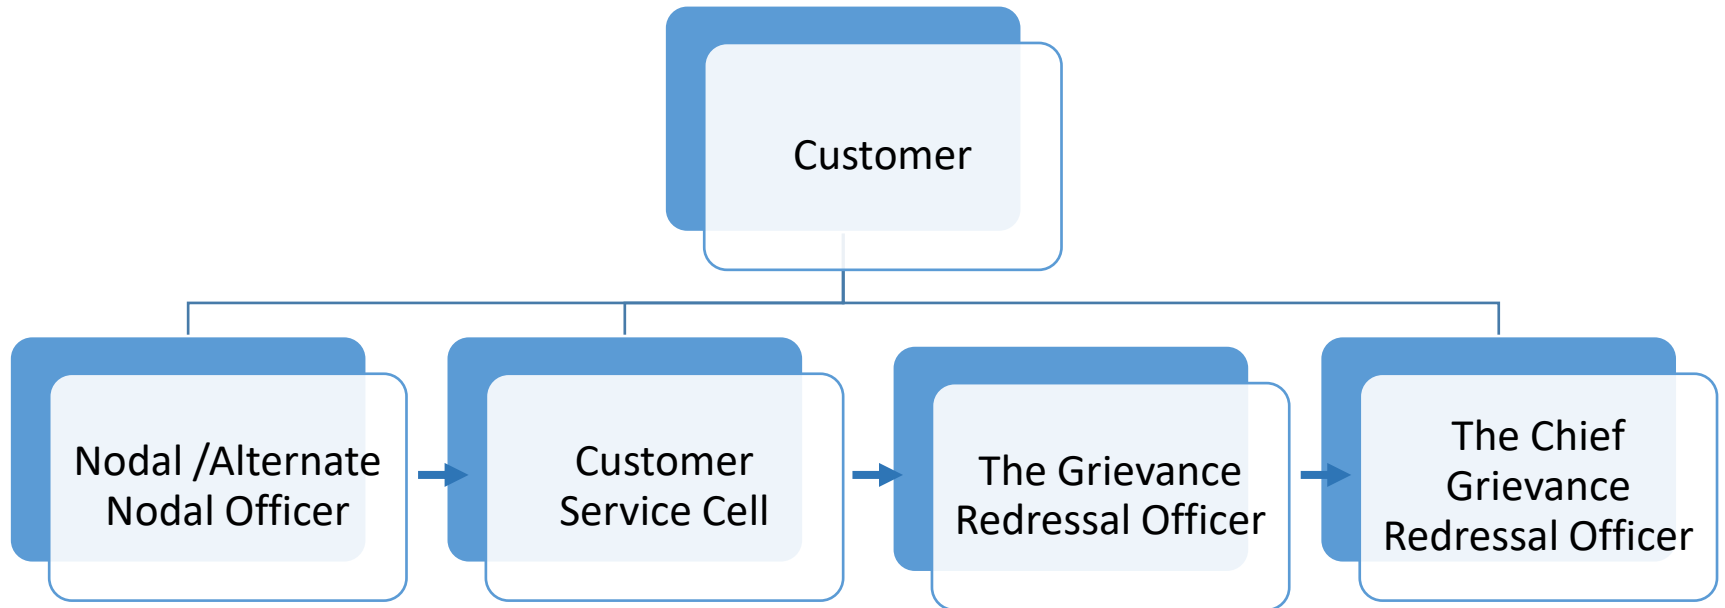 Customer
Nodal /Alternate
Nodal Officer
Customer
Service Cell
The Grievance
Redressal Officer
The Chief
Grievance
Redressal Officer